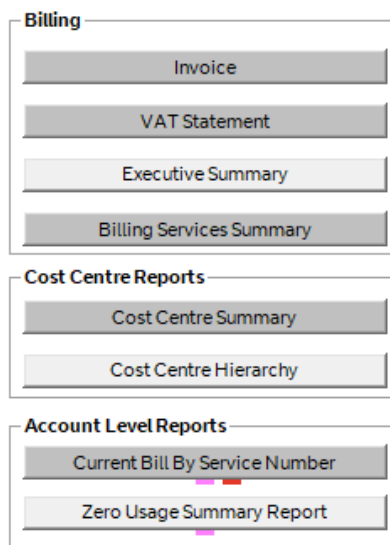 Billing
Invoice
VAT Statement
Executive Summary
Billing Services Summary
Cost Centre Reports
Cost Centre Summary
Cost Centre Hierarchy
Account Level Reports
Current Bill By Service Number
Zero Usage Summary Report